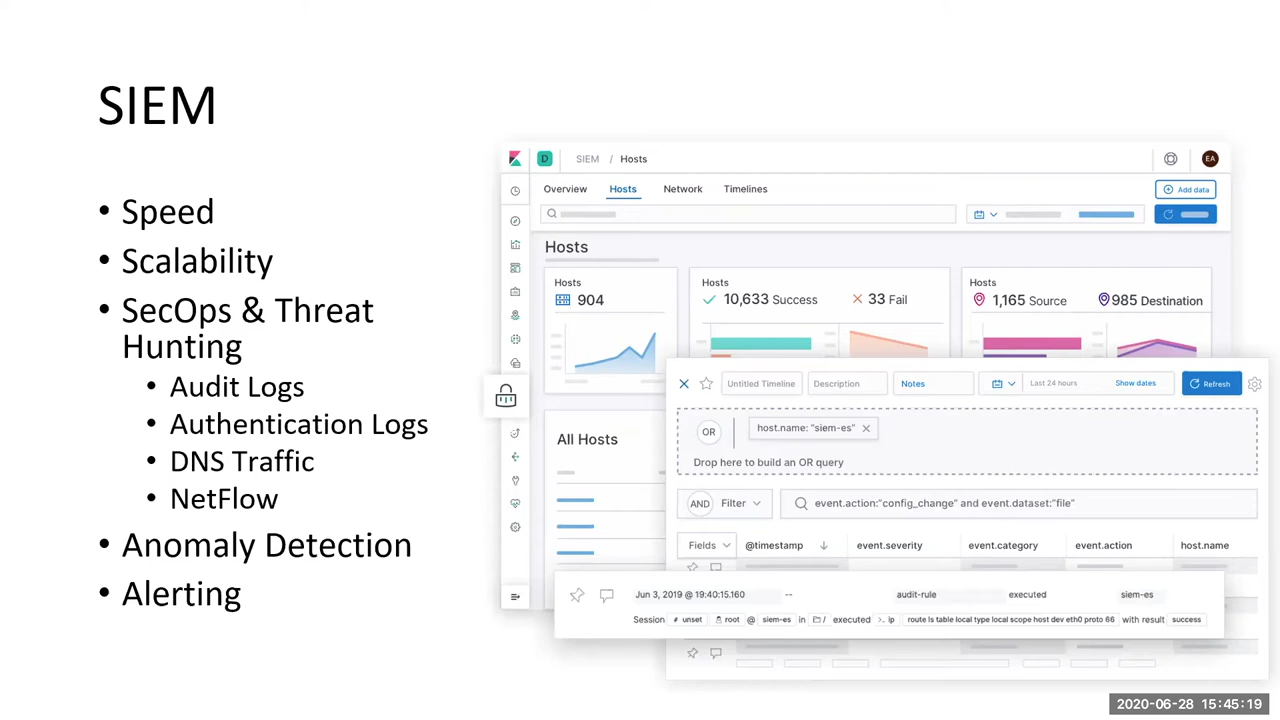 SIEM
• Speed
• Scalability
• SecOps & Threat
Hunting
• Audit Logs
• Authentication Logs
• DNS Traffic
• NetFlow
• Anomaly Detection
• Alerting
D SIEM / Hosts EA
Overview Hosts Network Timelines Add data
Hosts
Hosts
904
Hosts
10,633 Success 33 Fail
Hosts
1,165 Source 985 Destination
All Hosts
Untitled Timeline Description Notes Last 24 hours Show dates Refresh
OR host.name: "siem-es"
Drop here to build an OR query
AND Filter event.action:"config_change" and event.dataset:"file"
Fields @timestamp event.severity event.category event.action host.name
Jun 3, 2019 @ 19:40:15.160 -- audit-rule executed siem-es
Session # unset root @ siem-es in / executed >_ ip route ls table local type local scope host dev eth0 proto 66 with result success
2020-06-28 15:45:19